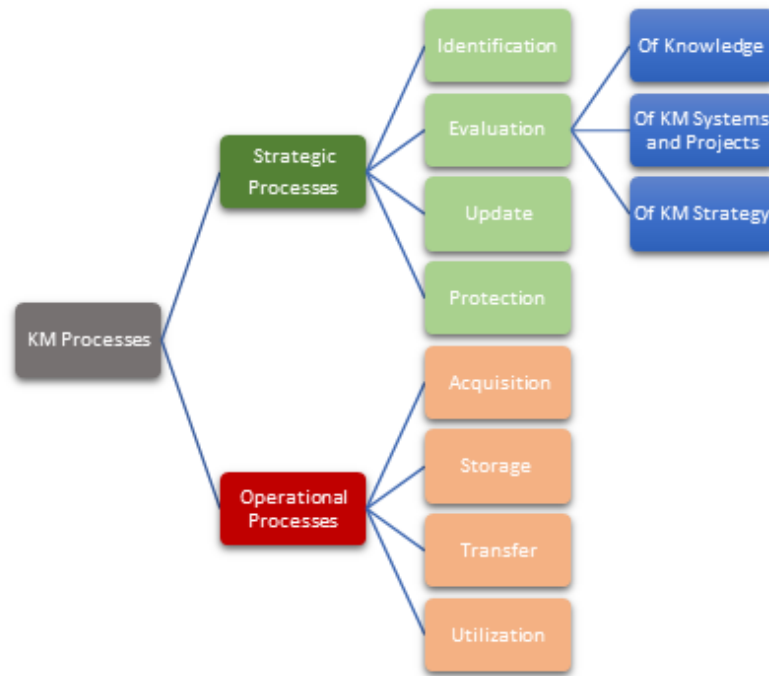 Identification
Of Knowledge
Evaluation
Of KM Systems
and Projects
Strategic
Processes
Update
Of KM Strategy
Protection
KM Processes
Acquisition
Storage
Operational
Processes
Transfer
Utilization